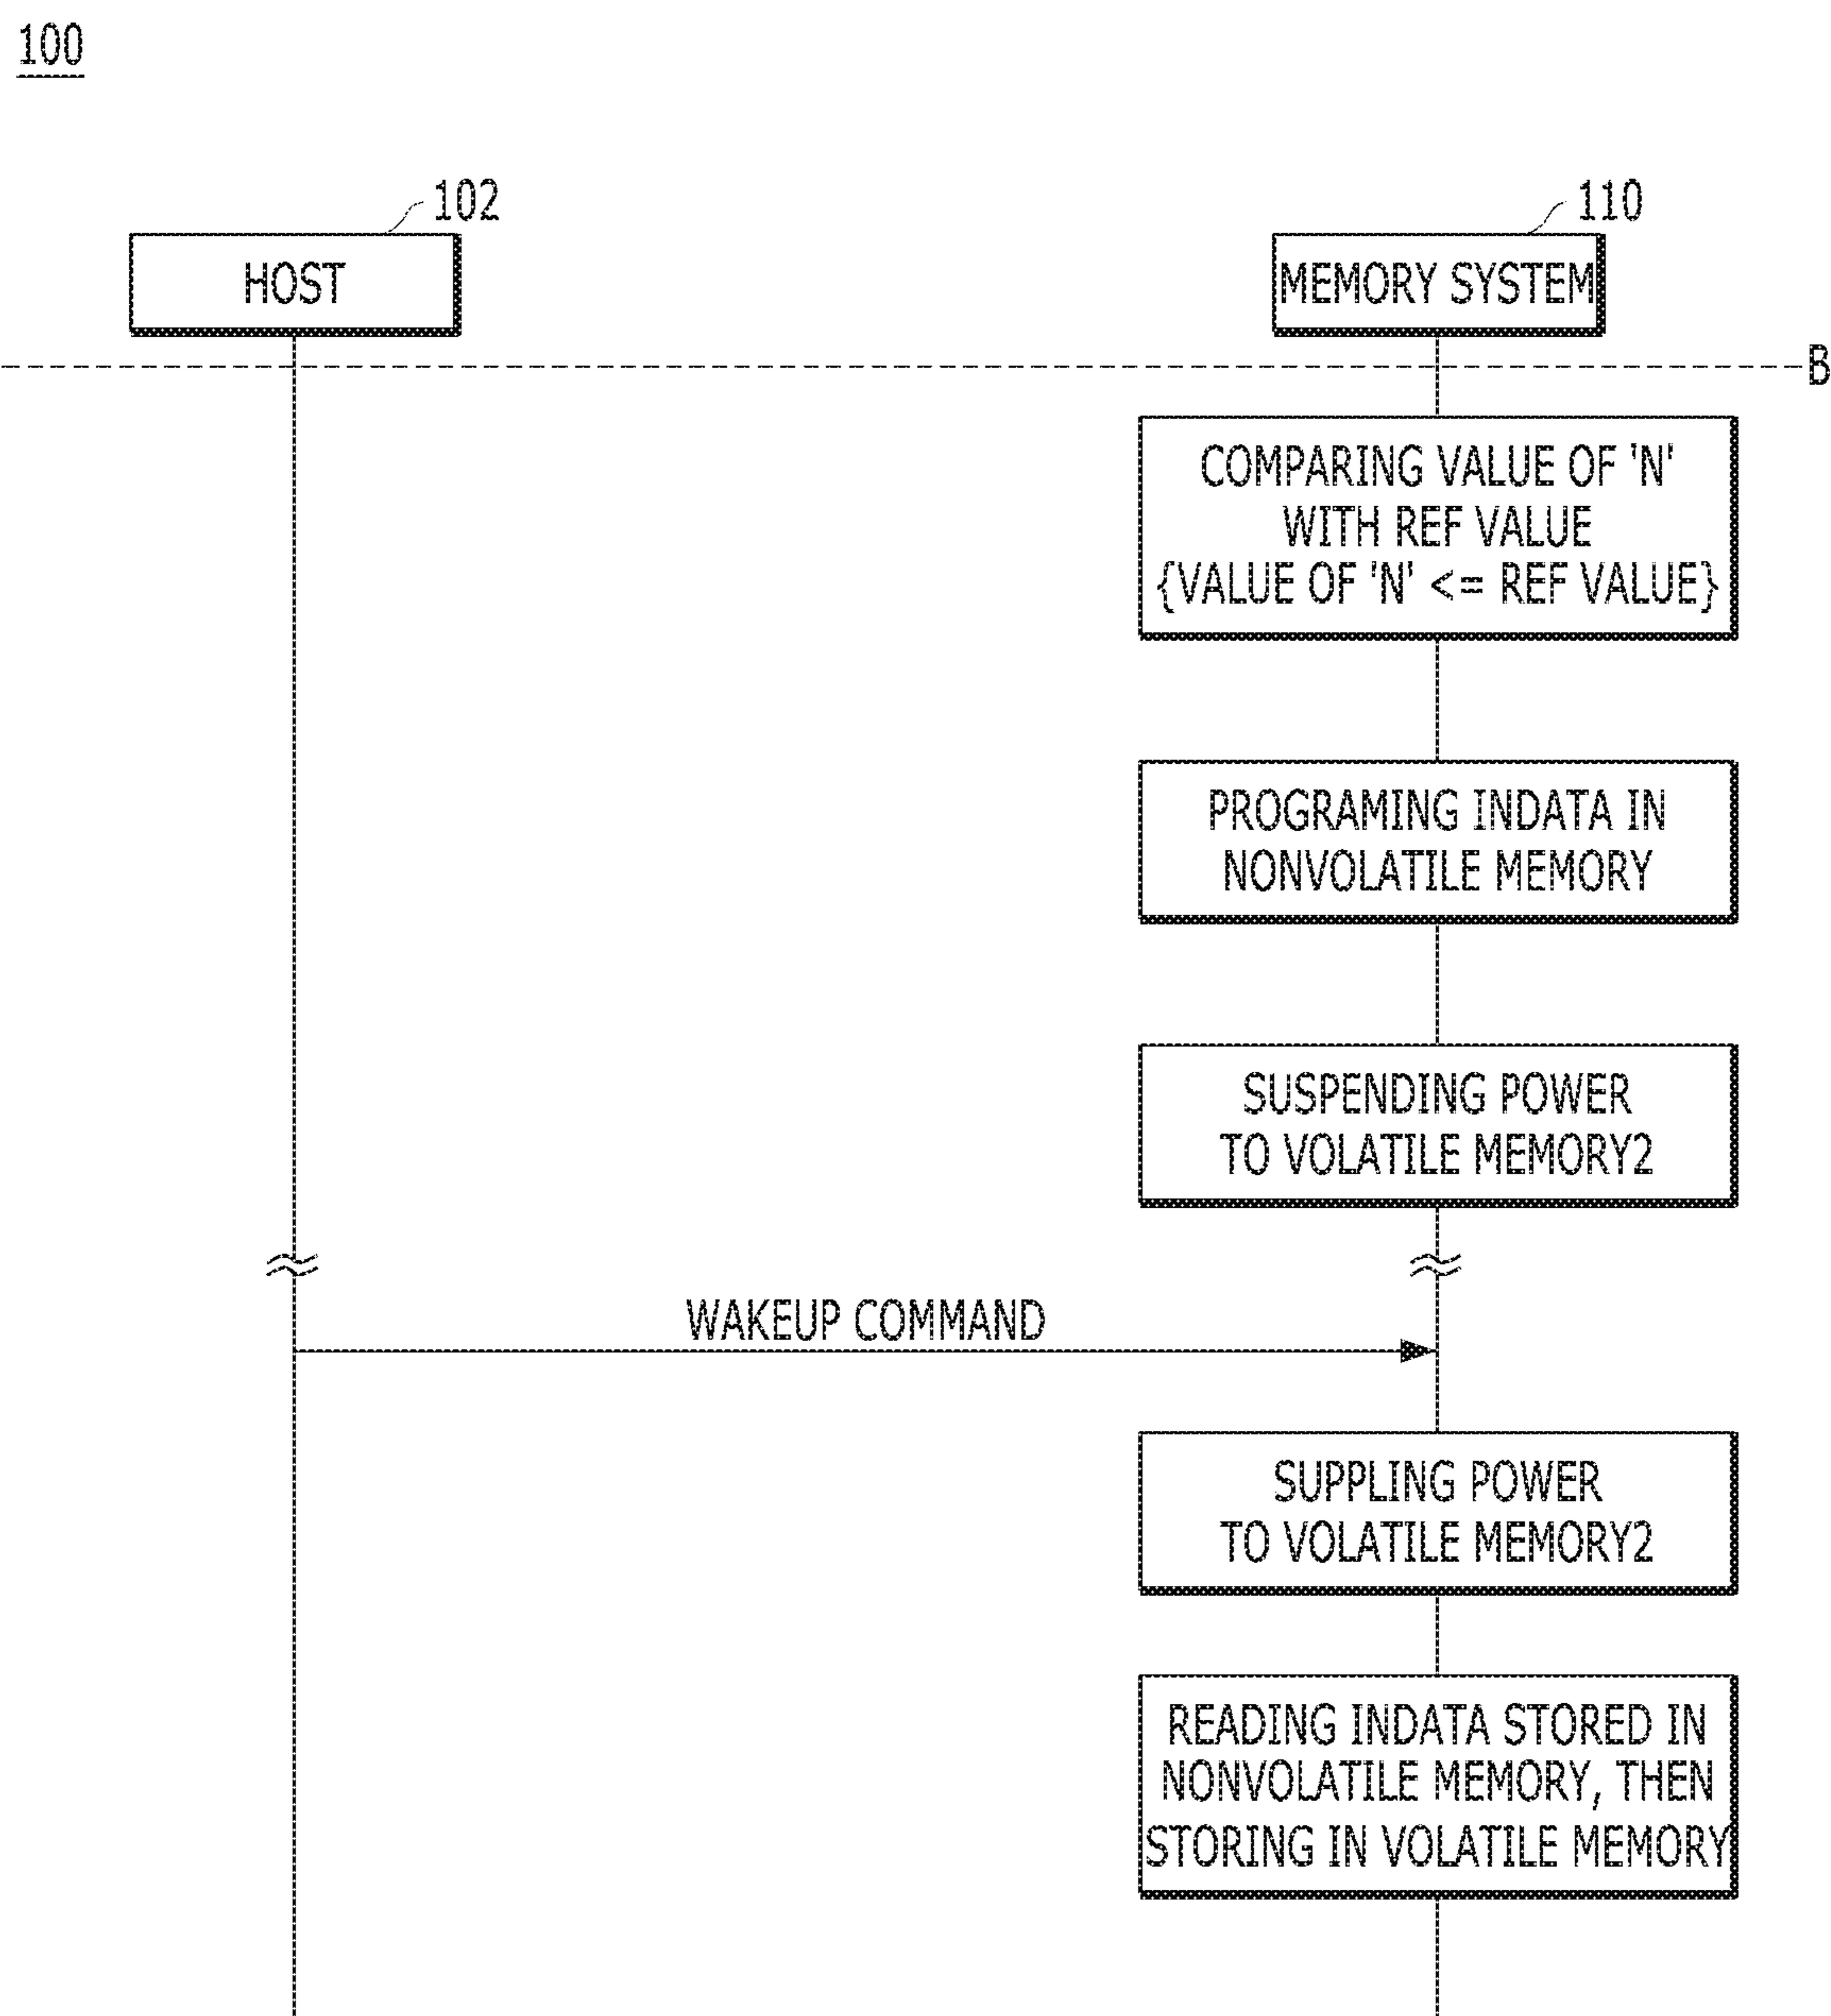 100
102
110
HOST
MEMORY SYSTEM
B
COMPARING VALUE OF 'N'
WITH REF VALUE
{VALUE OF 'N' <= REF VALUE}
PROGRAMING INDATA IN
NONVOLATILE MEMORY
SUSPENDING POWER
TO VOLATILE MEMORY2
WAKEUP COMMAND
SUPPLING POWER
TO VOLATILE MEMORY2
READING INDATA STORED IN
NONVOLATILE MEMORY, THEN
STORING IN VOLATILE MEMORY